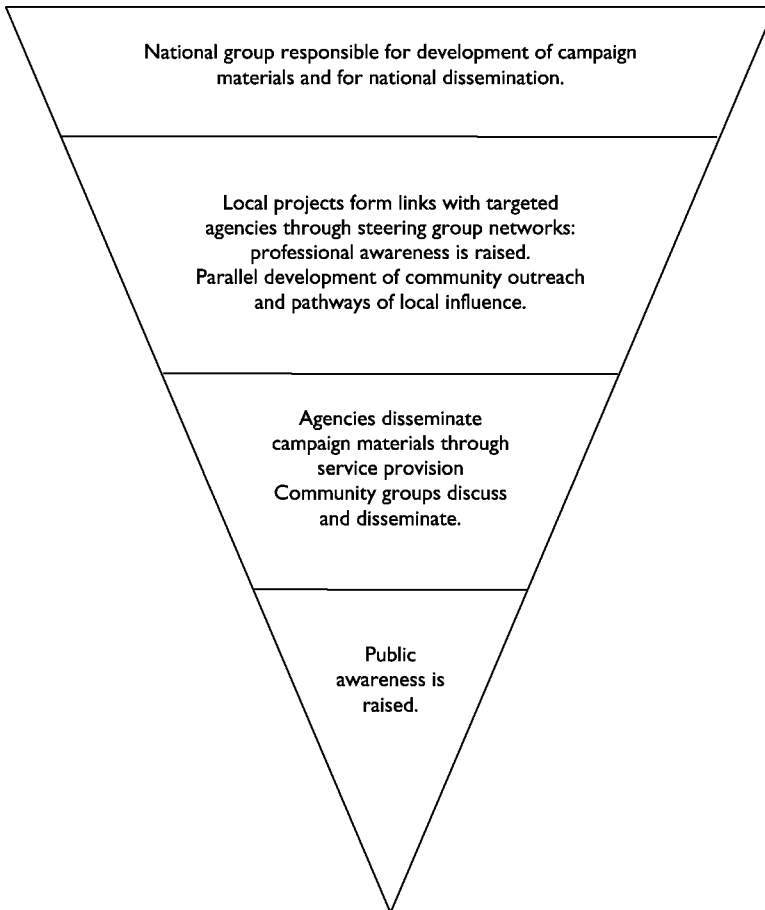 National group responsible for development of campaign
materials and for national dissemination.
Local projects form links with targeted
agencies through steering group networks:
professional awareness is raised.
Parallel development of community outreach
and pathways of local influence.
Agencies disseminate
campaign materials through
service provision
Community groups discuss
and disseminate.
Public
awareness is
raised.